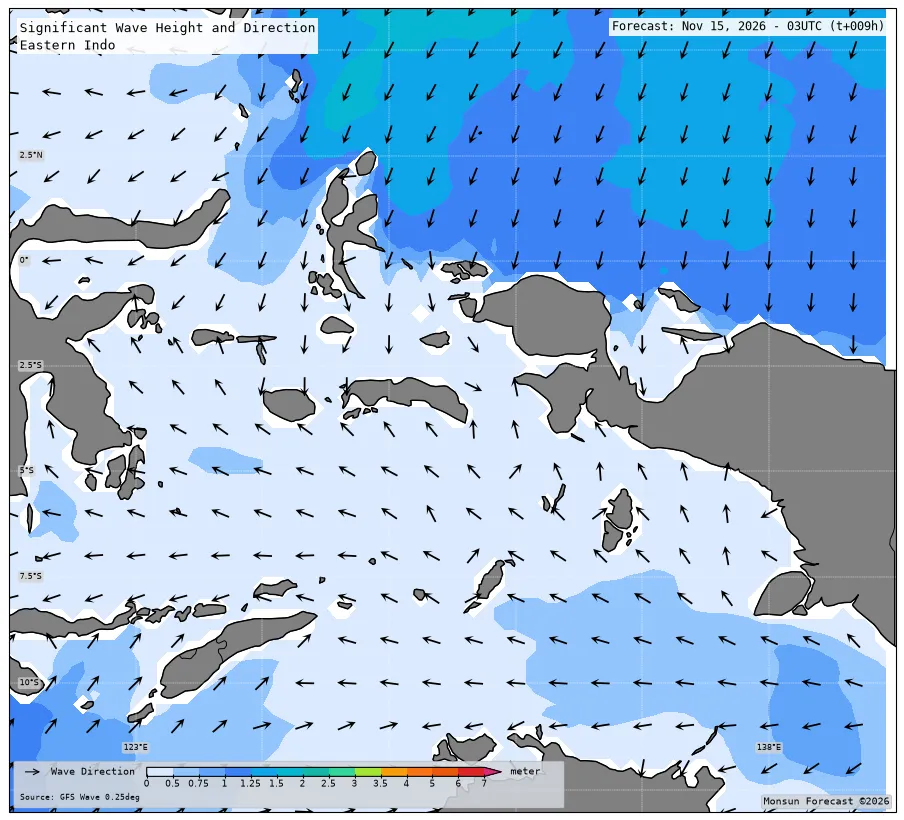 Significant Wave Height and Direction
Eastern Indo
Forecast: Nov 15, 2026 - 03UTC (t+009h)
2.5°N
0°
2.5°S
5°S
7.5°S
10°S
123°E
138°E
Wave Direction
meter
0 0.5 0.75 1 1.25 1.5 2 2.5 3 3.5 4 5 6 7
Source: GFS Wave 0.25deg
Monsun Forecast ©2026